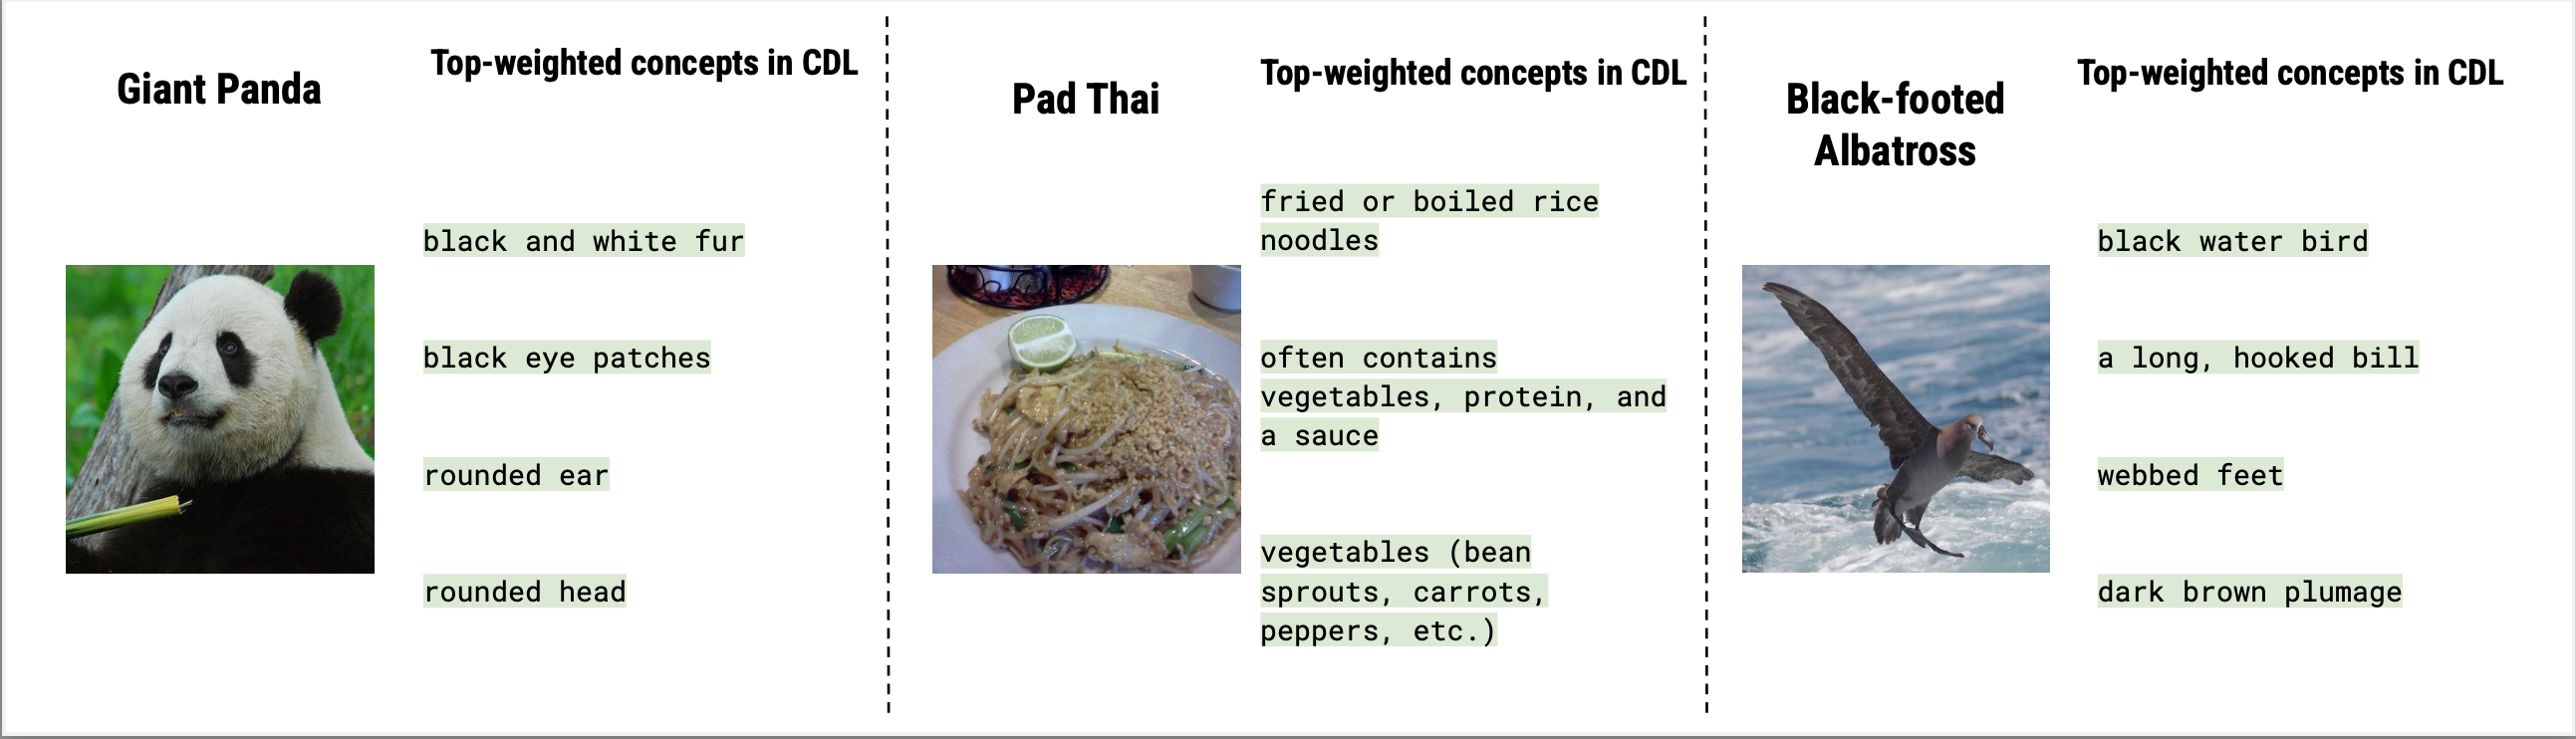 Giant Panda
Top-weighted concepts in CDL
black and white fur
black eye patches
rounded ear
rounded head
Pad Thai
Top-weighted concepts in CDL
fried or boiled rice
noodles
often contains
vegetables, protein, and
a sauce
vegetables (bean
sprouts, carrots,
peppers, etc.)
Black-footed
Albatross
Top-weighted concepts in CDL
black water bird
a long, hooked bill
webbed feet
dark brown plumage